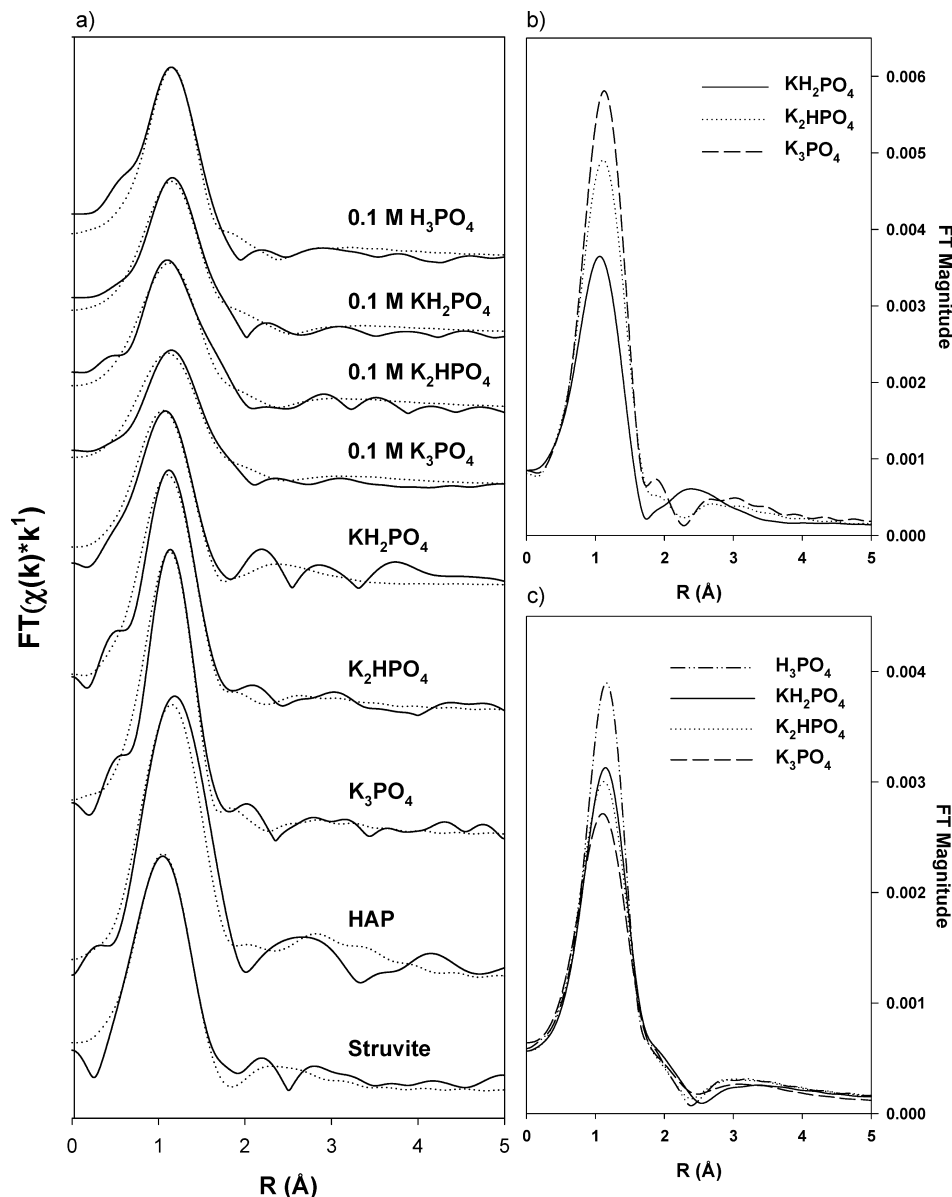 a)
FT(χ(k)*k¹)
0.1 M H₃PO₄
0.1 M KH₂PO₄
0.1 M K₂HPO₄
0.1 M K₃PO₄
KH₂PO₄
K₂HPO₄
K₃PO₄
HAP
Struvite
0 1 2 3 4 5
R (Å)
b)
KH₂PO₄
K₂HPO₄
K₃PO₄
0.006
0.005
0.004
0.003
0.002
0.001
0.000
FT Magnitude
0 1 2 3 4 5
R (Å)
c)
H₃PO₄
KH₂PO₄
K₂HPO₄
K₃PO₄
0.004
0.003
0.002
0.001
0.000
FT Magnitude
0 1 2 3 4 5
R (Å)